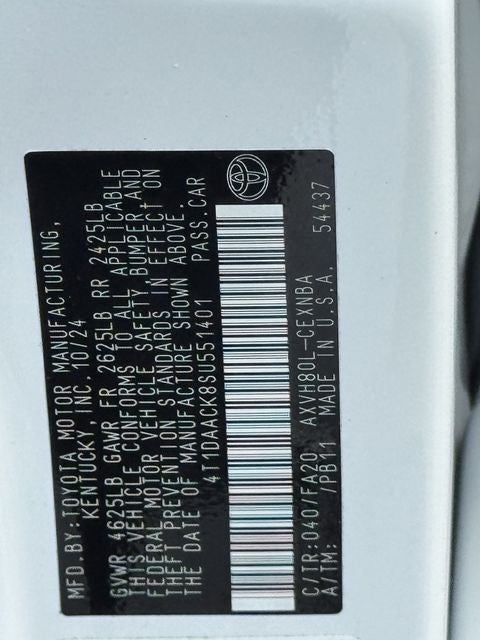 MFD.BY:TOYOTA MOTOR MANUFACTURING,
KENTUCKY, INC. 10/24
GVWR 4625LB GAWR FR 2625LB RR 2425LB
THIS VEHICLE CONFORMS TO ALL APPLICABLE
FEDERAL MOTOR VEHICLE SAFETY, BUMPER AND
THEFT PREVENTION STANDARDS IN EFFECT ON
THE DATE OF MANUFACTURE SHOWN ABOVE.
4T1DAACK8SU551401 PASS.CAR
C/TR:040/FA20 AXVH80L-CEXNBA
A/TM: /PB11 MADE IN U.S.A. 54437